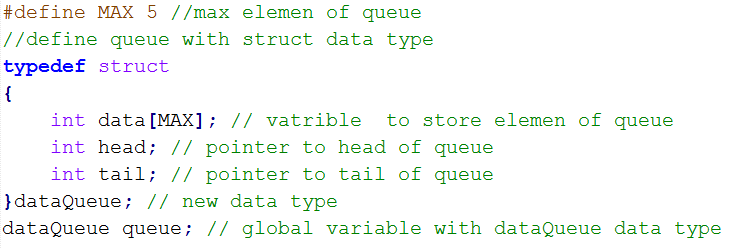 #define MAX 5 //max elemen of queue
//define queue with struct data type
typedef struct
{
    int data[MAX]; // vatrible  to store elemen of queue
    int head; // pointer to head of queue
    int tail; // pointer to tail of queue
}dataQueue; // new data type
dataQueue queue; // global variable with dataQueue data type